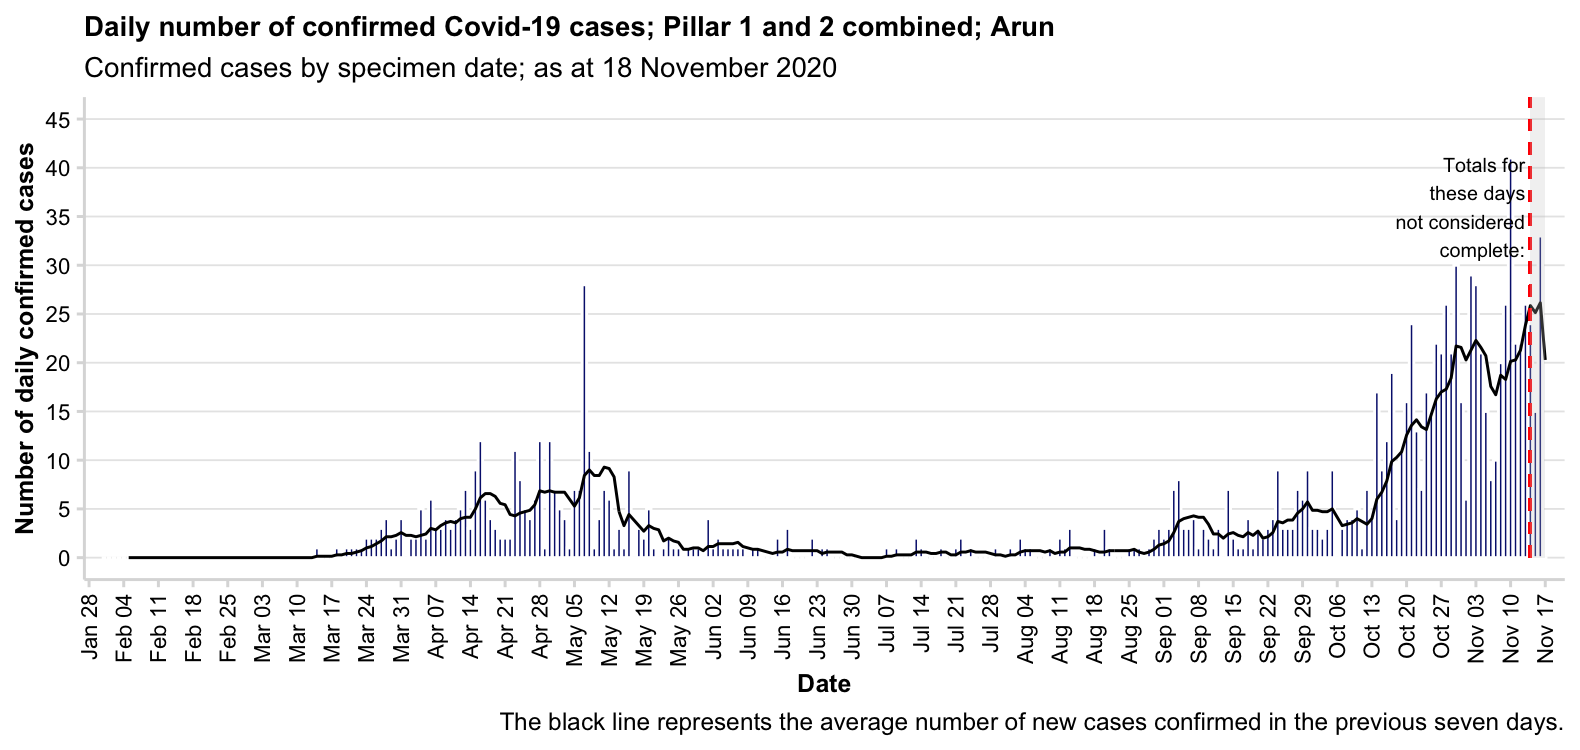 Daily number of confirmed Covid-19 cases; Pillar 1 and 2 combined; Arun
Confirmed cases by specimen date; as at 18 November 2020
Number of daily confirmed cases
45
40
35
30
25
20
15
10
5
0
Totals for
these days
not considered
complete:
Jan 28
Feb 04
Feb 11
Feb 18
Feb 25
Mar 03
Mar 10
Mar 17
Mar 24
Mar 31
Apr 07
Apr 14
Apr 21
Apr 28
May 05
May 12
May 19
May 26
Jun 02
Jun 09
Jun 16
Jun 23
Jun 30
Jul 07
Jul 14
Jul 21
Jul 28
Aug 04
Aug 11
Aug 18
Aug 25
Sep 01
Sep 08
Sep 15
Sep 22
Sep 29
Oct 06
Oct 13
Oct 20
Oct 27
Nov 03
Nov 10
Nov 17
Date
The black line represents the average number of new cases confirmed in the previous seven days.